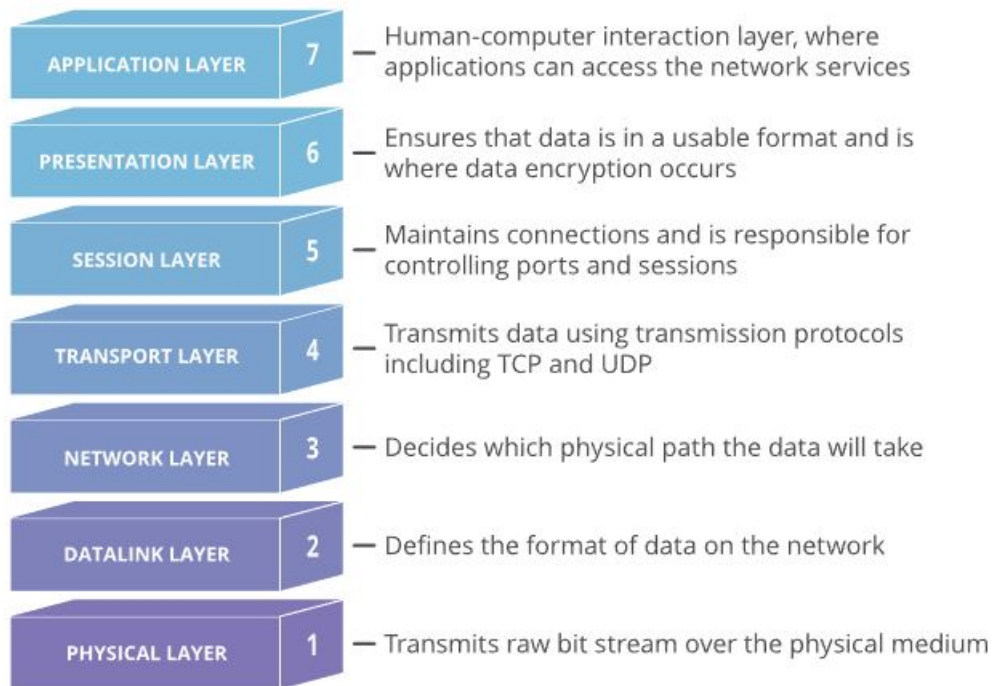 APPLICATION LAYER 7
Human-computer interaction layer, where
applications can access the network services
PRESENTATION LAYER 6
Ensures that data is in a usable format and is
where data encryption occurs
SESSION LAYER 5
Maintains connections and is responsible for
controlling ports and sessions
TRANSPORT LAYER 4
Transmits data using transmission protocols
including TCP and UDP
NETWORK LAYER 3
Decides which physical path the data will take
DATALINK LAYER 2
Defines the format of data on the network
PHYSICAL LAYER 1
Transmits raw bit stream over the physical medium